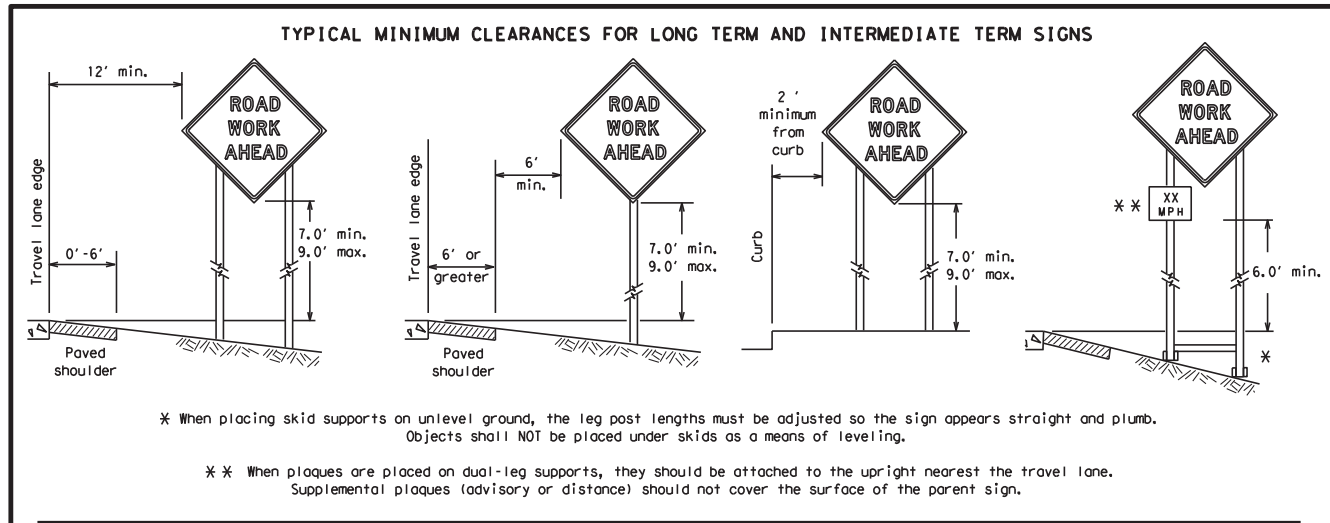 TYPICAL MINIMUM CLEARANCES FOR LONG TERM AND INTERMEDIATE TERM SIGNS
12' min.
ROAD
WORK
AHEAD
Travel lane edge
0'-6'
7.0' min.
9.0' max.
Paved
shoulder
Travel lane edge
6'
min.
ROAD
WORK
AHEAD
6' or
greater
7.0' min.
9.0' max.
Paved
shoulder
2'
minimum
from
curb
ROAD
WORK
AHEAD
Curb
7.0' min.
9.0' max.
ROAD
WORK
AHEAD
* *
XX
MPH
6.0' min.
*
* When placing skid supports on unlevel ground, the leg post lengths must be adjusted so the sign appears straight and plumb.
Objects shall NOT be placed under skids as a means of leveling.
* * When plaques are placed on dual-leg supports, they should be attached to the upright nearest the travel lane.
Supplemental plaques (advisory or distance) should not cover the surface of the parent sign.